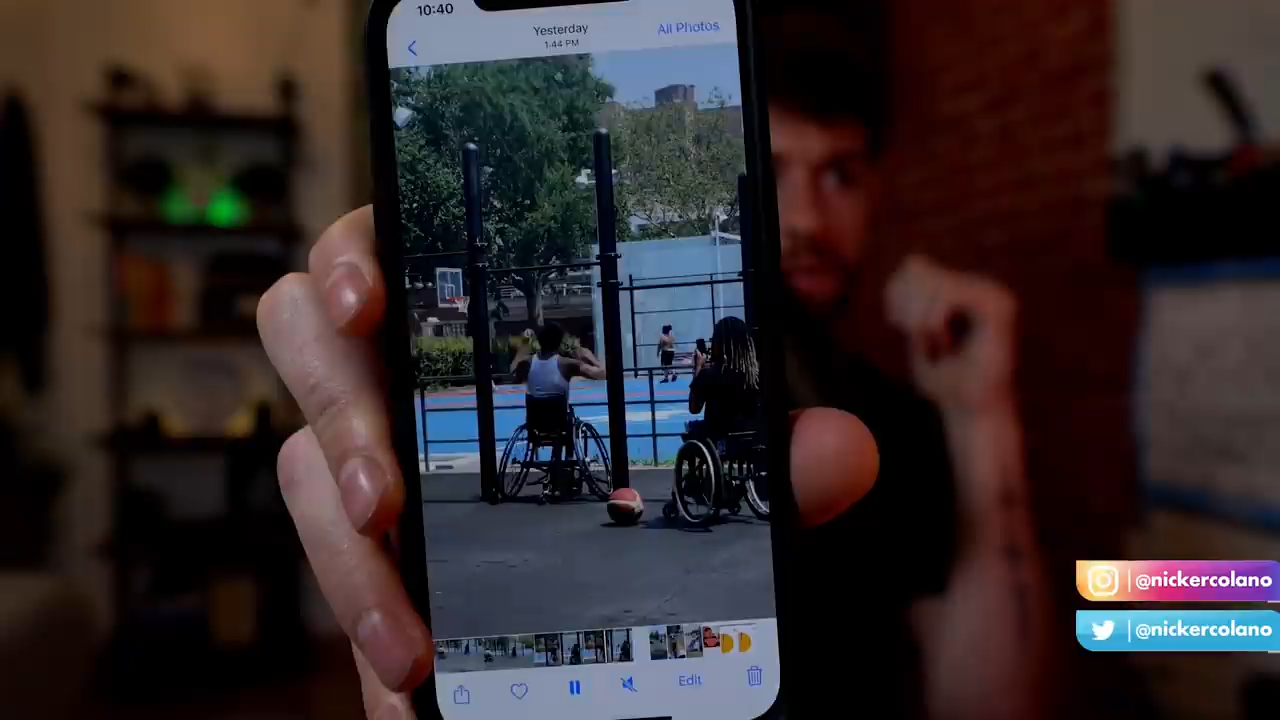 10:40
Yesterday
1:44 PM
All Photos
Edit
@nickercolano
@nickercolano